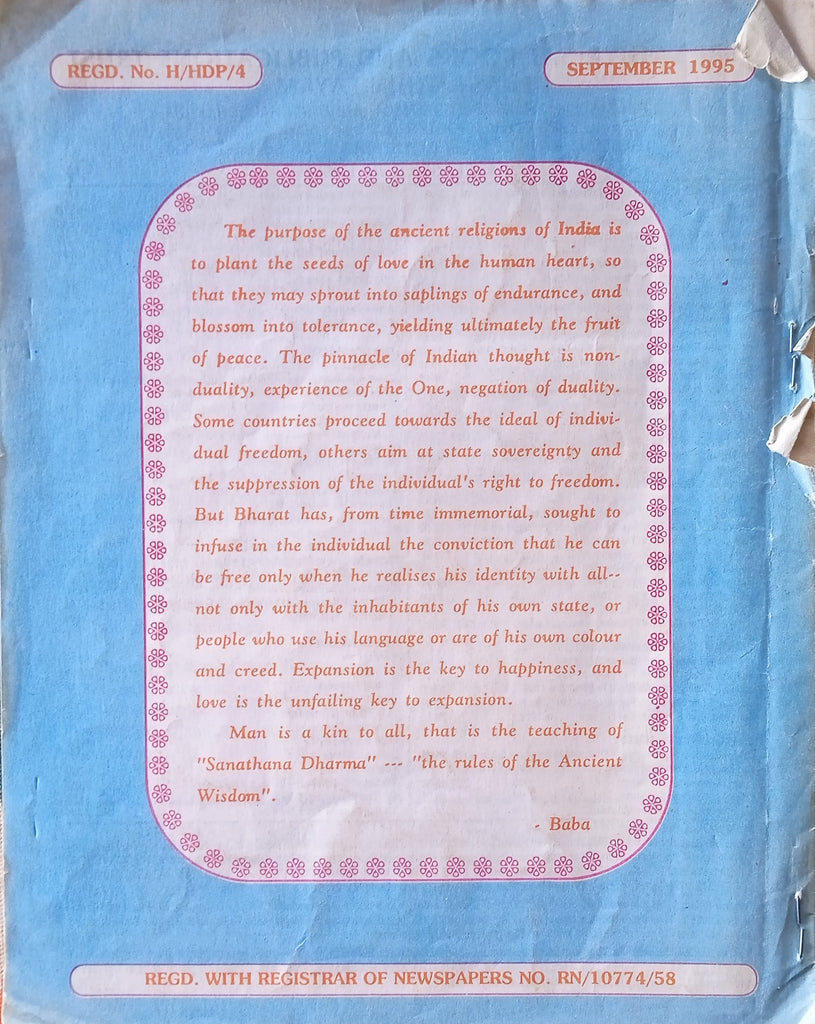 REGD. No. H/HDP/4
SEPTEMBER 1995
The purpose of the ancient religions of India is
to plant the seeds of love in the human heart, so
that they may sprout into saplings of endurance, and
blossom into tolerance, yielding ultimately the fruit
of peace. The pinnacle of Indian thought is non-
duality, experience of the One, negation of duality.
Some countries proceed towards the ideal of indivi-
dual freedom, others aim at state sovereignty and
the suppression of the individual's right to freedom.
But Bharat has, from time immemorial, sought to
infuse in the individual the conviction that he can
be free only when he realises his identity with all--
not only with the inhabitants of his own state, or
people who use his language or are of his own colour
and creed. Expansion is the key to happiness, and
love is the unfailing key to expansion.
Man is a kin to all, that is the teaching of
"Sanathana Dharma" --- "the rules of the Ancient
Wisdom".
- Baba
REGD. WITH REGISTRAR OF NEWSPAPERS NO. RN/10774/58